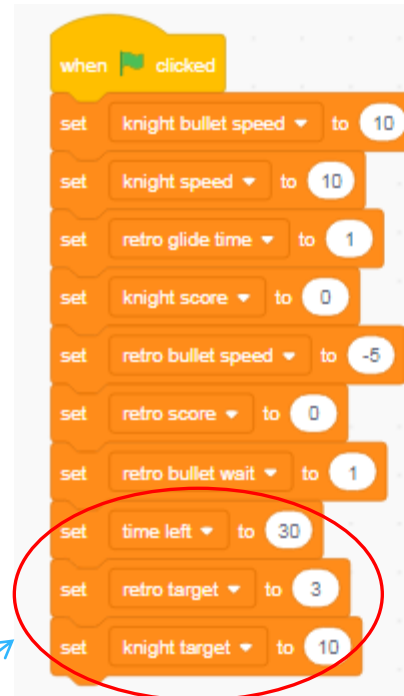 when clicked
set knight bullet speed to 10
set knight speed to 10
set retro glide time to 1
set knight score to 0
set retro bullet speed to -5
set retro score to 0
set retro bullet wait to 1
set time left to 30
set retro target to 3
set knight target to 10